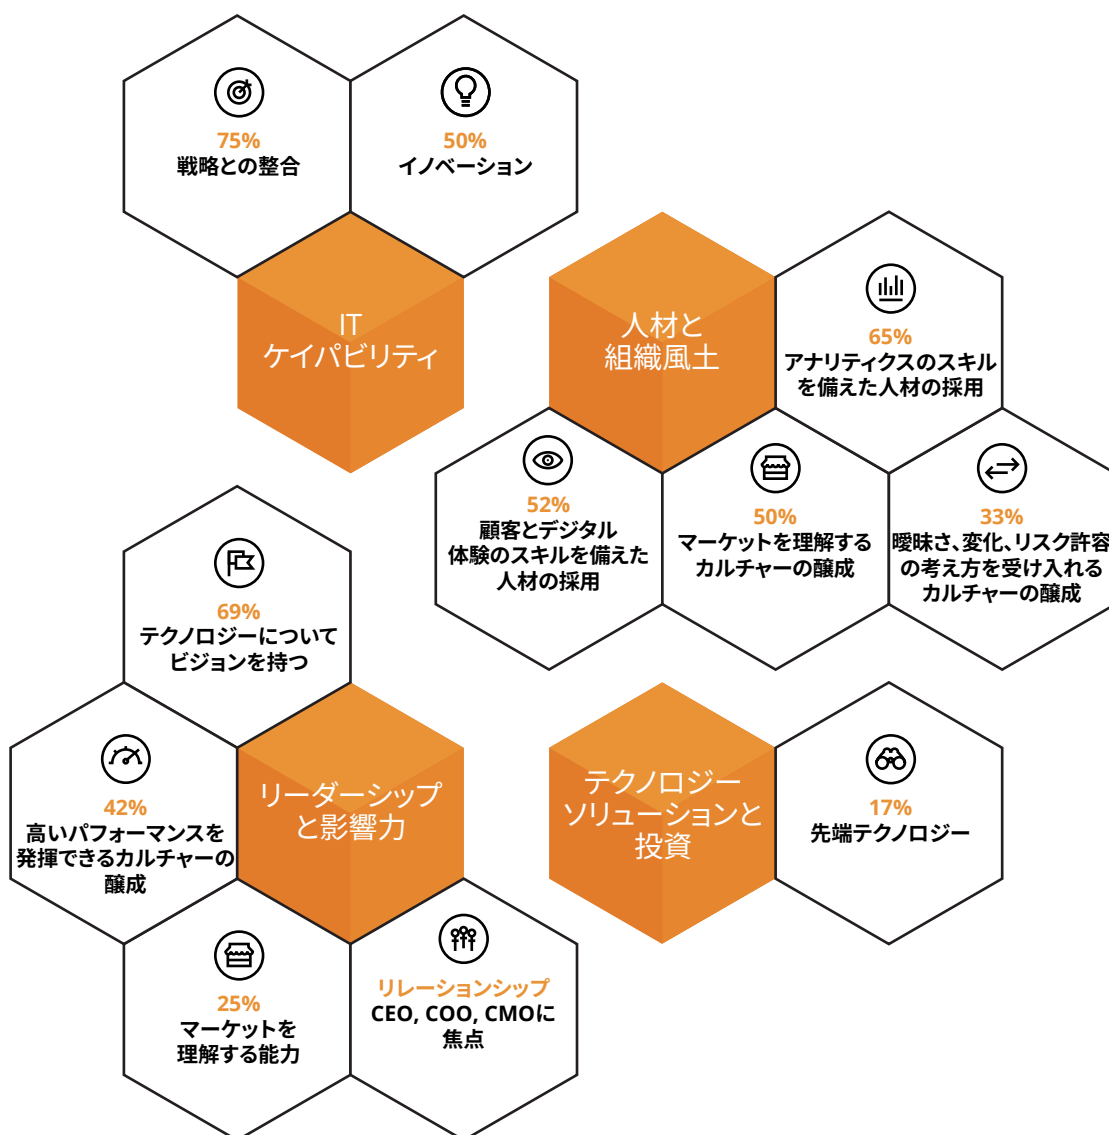 75%
戦略との整合
50%
イノベーション
IT
ケイパビリティ
人材と
組織風土
65%
アナリティクスのスキル
を備えた人材の採用
52%
顧客とデジタル
体験のスキルを備えた
人材の採用
50%
マーケットを理解する
カルチャーの醸成
33%
曖昧さ、変化、リスク許容
の考え方を受け入れる
カルチャーの醸成
69%
テクノロジーについて
ビジョンを持つ
42%
高いパフォーマンスを
発揮できるカルチャーの
醸成
リーダーシップ
と影響力
25%
マーケットを
理解する能力
リレーションシップ
CEO, COO, CMOに
焦点
テクノロジー
ソリューションと
投資
17%
先端テクノロジー